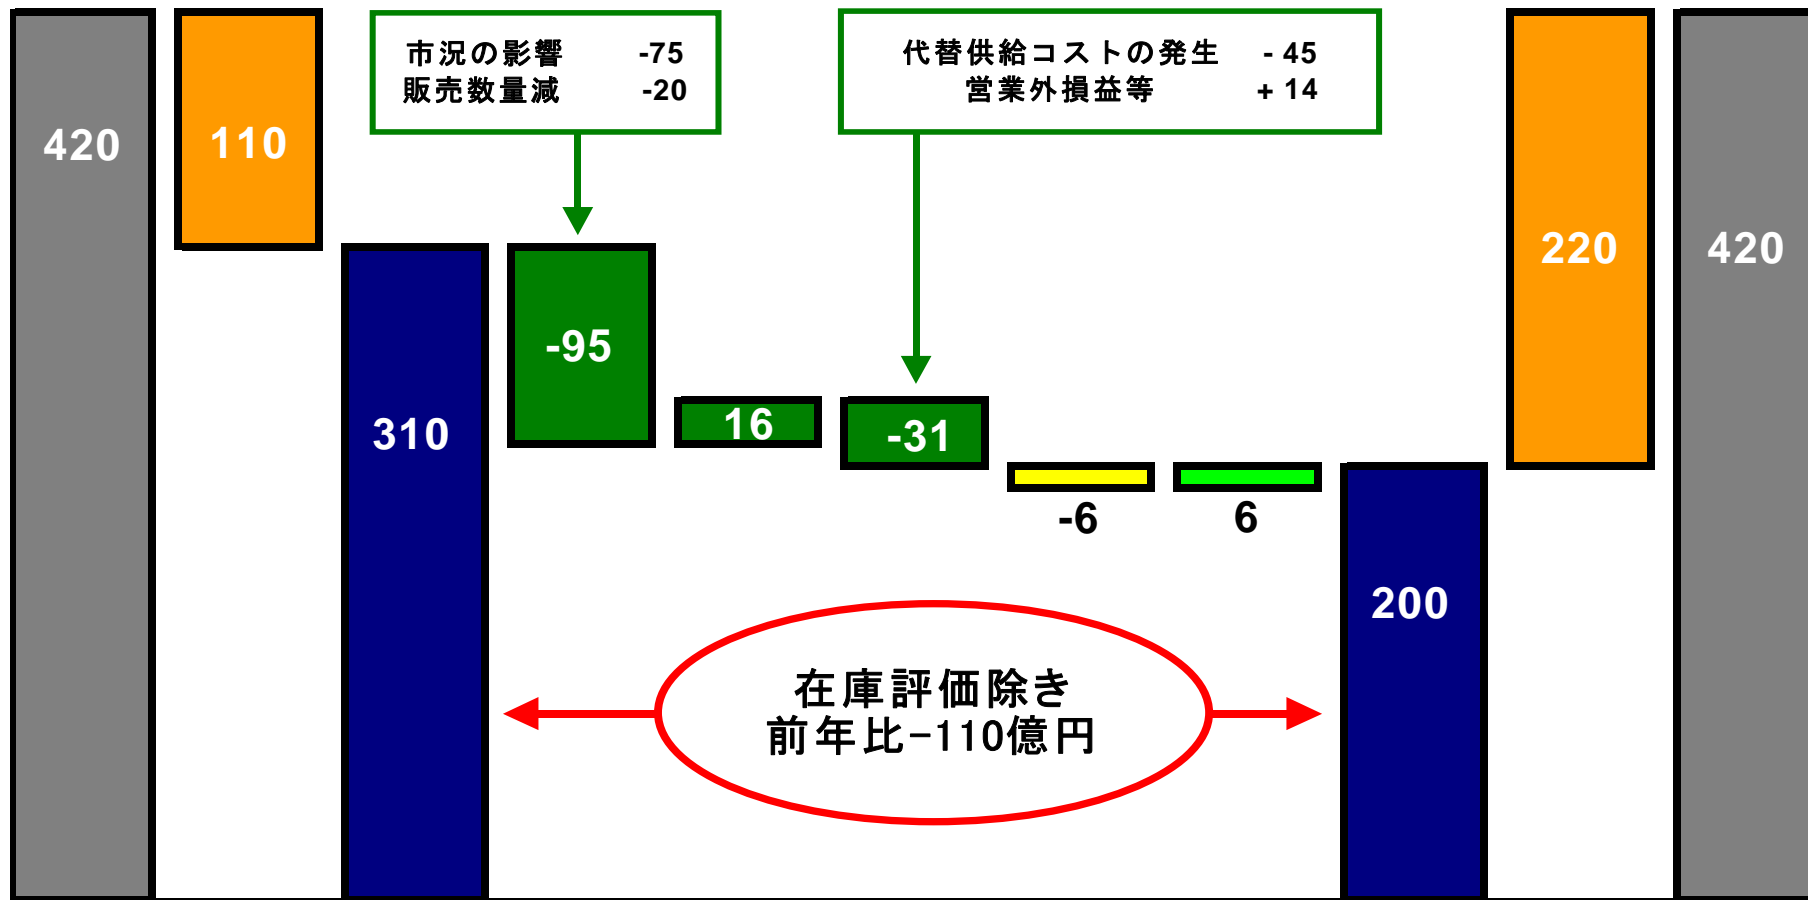 市況の影響 -75
販売数量減 -20
代替供給コストの発生 - 45
営業外損益等 + 14
420
110
310
-95
16
-31
-6
6
200
220
420
在庫評価除き
前年比-110億円